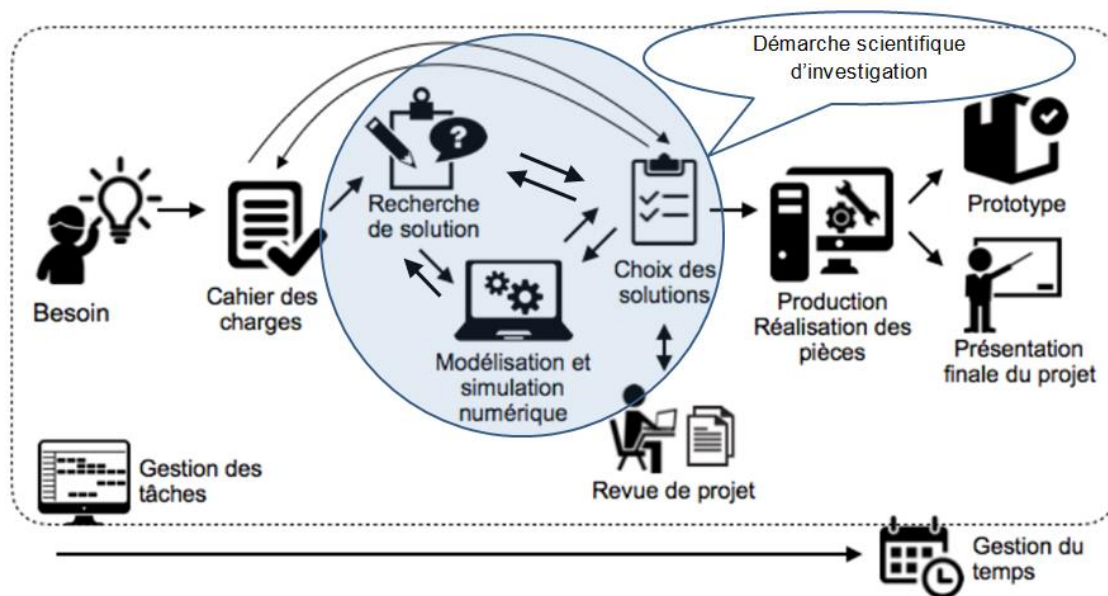 Démarche scientifique
d'investigation
Besoin
Cahier des
charges
Recherche
de solution
Modélisation et
simulation
numérique
Choix des
solutions
Revue de projet
Production
Réalisation des
pièces
Prototype
Présentation
finale du projet
Gestion des
tâches
Gestion du
temps